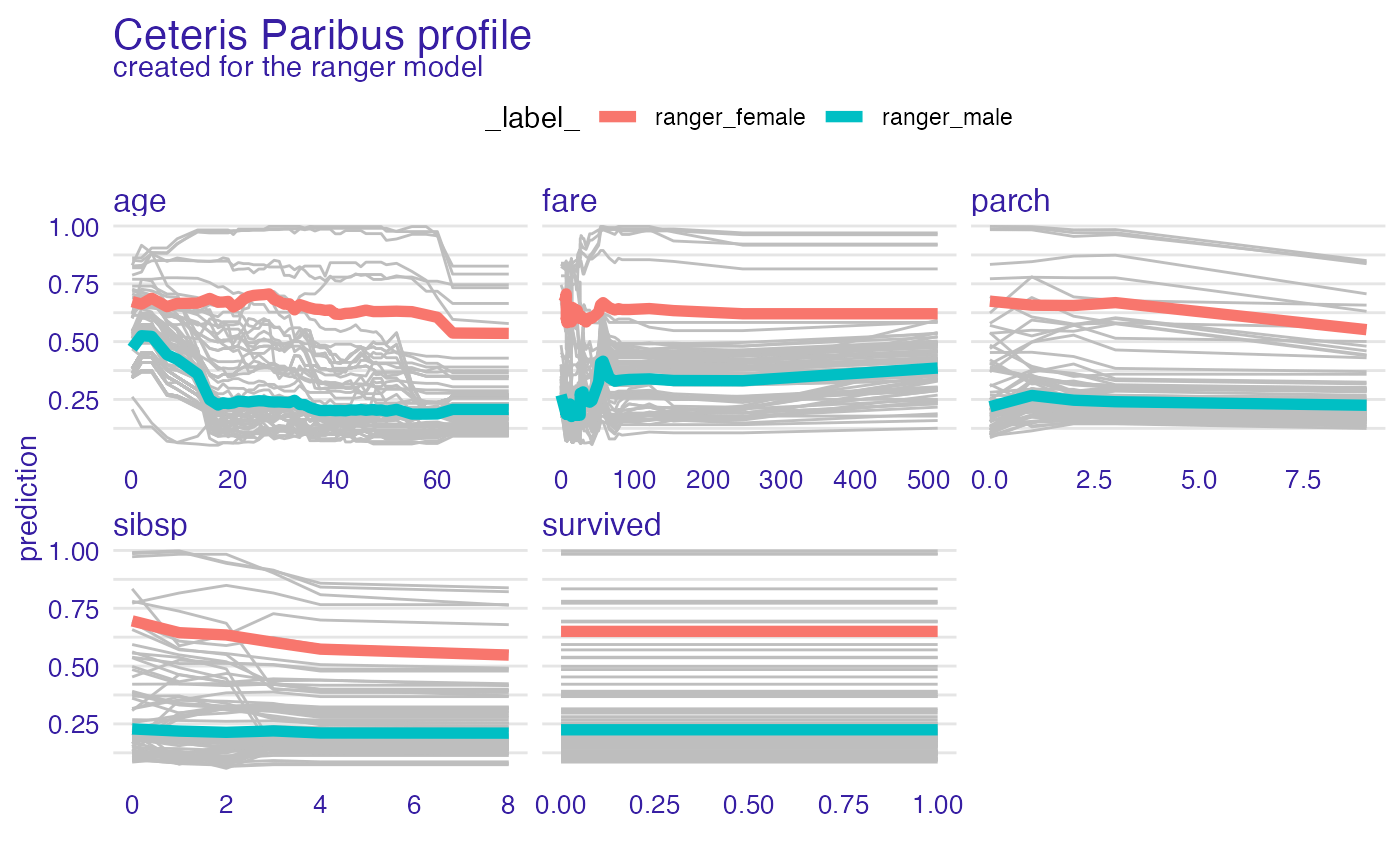 Ceteris Paribus profile
created for the ranger model
_label_ ranger_female ranger_male
age fare parch
1.00
0.75
0.50
0.25
0 20 40 60 0 100 200 300 400 500 0.0 2.5 5.0 7.5
prediction
sibsp survived
1.00
0.75
0.50
0.25
0 2 4 6 8 0.00 0.25 0.50 0.75 1.00